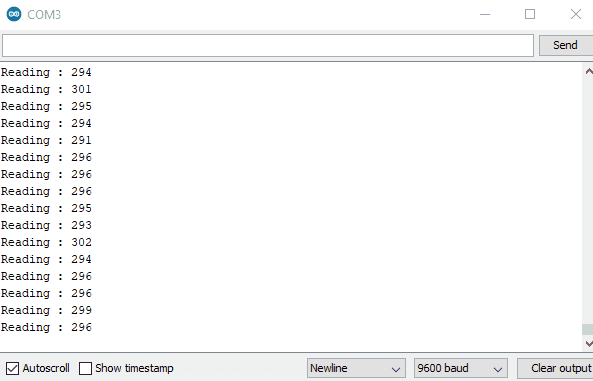 COM3
Send
Reading : 294
Reading : 301
Reading : 295
Reading : 294
Reading : 291
Reading : 296
Reading : 296
Reading : 296
Reading : 295
Reading : 293
Reading : 302
Reading : 294
Reading : 296
Reading : 296
Reading : 299
Reading : 296
Autoscroll Show timestamp Newline 9600 baud Clear output